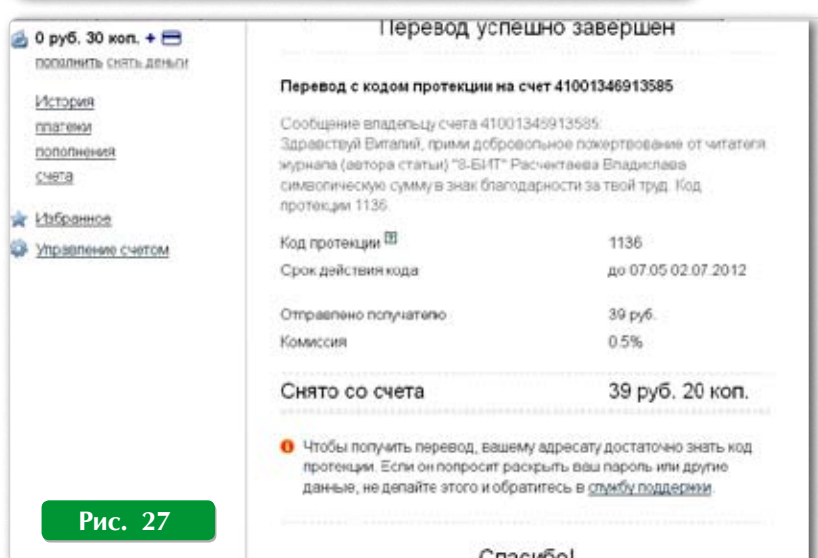 0 руб. 30 коп. +
пополнить снять деньги
История
платежи
пополнения
счета
Избранное
Управление счетом
Перевод успешно завершен
Перевод с кодом протекции на счет 41001346913585
Сообщение владельцу счета 41001346913585:
Здравствуй Виталий, прими добровольное пожертвование от читателя
журнала (автора статьи) "8-БИТ" Расчектаева Владислава
символическую сумму в знак благодарности за твой труд. Код
протекции 1136.
Код протекции ?
1136
Срок действия кода
до 07.05 02.07.2012
Отправлено получателю
39 руб.
Комиссия
0.5%
Снято со счета
39 руб. 20 коп.
Чтобы получить перевод, вашему адресату достаточно знать код
протекции. Если он попросит раскрыть ваш пароль или другие
данные, не делайте этого и обратитесь в службу поддержки.
Спасибо!
Рис. 27